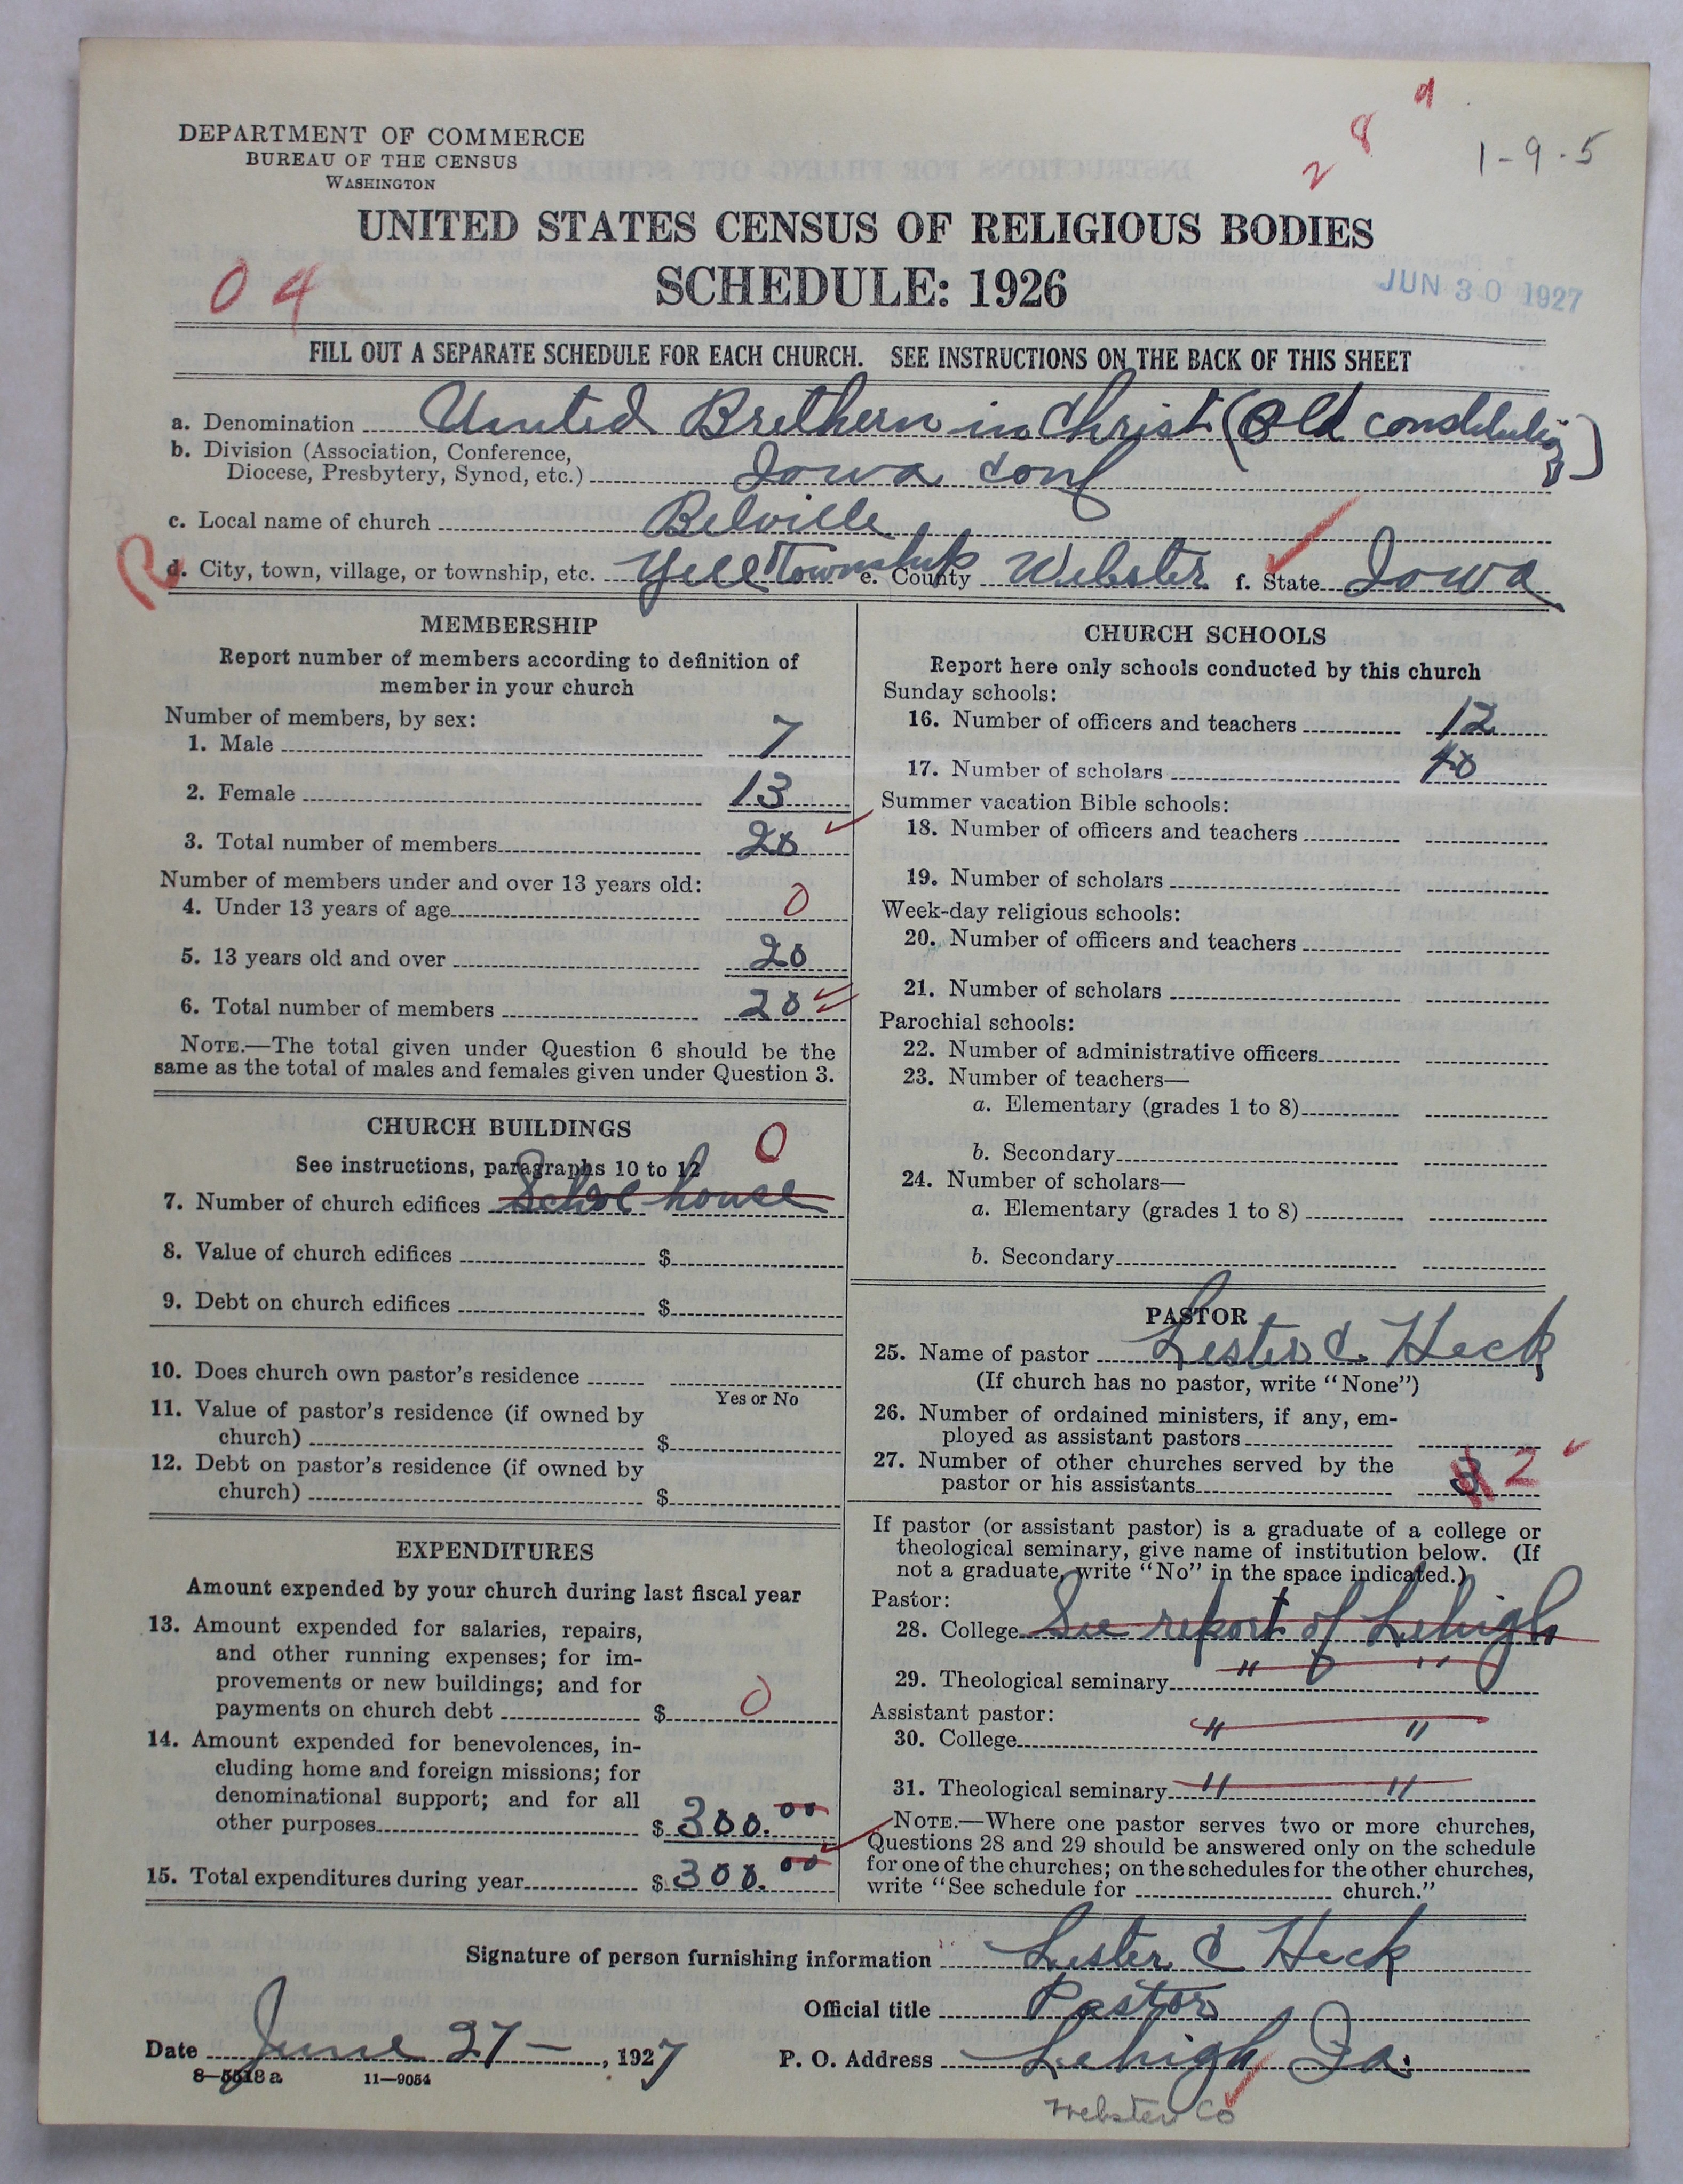 2 8 9
1-9-5
DEPARTMENT OF COMMERCE
BUREAU OF THE CENSUS
WASHINGTON
UNITED STATES CENSUS OF RELIGIOUS BODIES
SCHEDULE: 1926
04
JUN 30 1927
FILL OUT A SEPARATE SCHEDULE FOR EACH CHURCH. SEE INSTRUCTIONS ON THE BACK OF THIS SHEET
a. Denomination United Brethern in Christ (Old constitution)
b. Division (Association, Conference,
Diocese, Presbytery, Synod, etc.) Iowa Conf
c. Local name of church Belville
R
d. City, town, village, or township, etc. Yell Township e. County Webster f. State Iowa
MEMBERSHIP
Report number of members according to definition of
member in your church
Number of members, by sex:
1. Male 7
2. Female 13
3. Total number of members 20
Number of members under and over 13 years old:
4. Under 13 years of age 0
5. 13 years old and over 20
6. Total number of members 20
NOTE.—The total given under Question 6 should be the
same as the total of males and females given under Question 3.
CHURCH BUILDINGS
See instructions, paragraphs 10 to 12
0
7. Number of church edifices School house
8. Value of church edifices $
9. Debt on church edifices $
10. Does church own pastor's residence
Yes or No
11. Value of pastor's residence (if owned by
church) $
12. Debt on pastor's residence (if owned by
church) $
EXPENDITURES
Amount expended by your church during last fiscal year
13. Amount expended for salaries, repairs,
and other running expenses; for im-
provements or new buildings; and for
payments on church debt $ 0
14. Amount expended for benevolences, in-
cluding home and foreign missions; for
denominational support; and for all
other purposes $ 300.00
15. Total expenditures during year $ 300.00
CHURCH SCHOOLS
Report here only schools conducted by this church
Sunday schools:
16. Number of officers and teachers 12
17. Number of scholars 40
Summer vacation Bible schools:
18. Number of officers and teachers
19. Number of scholars
Week-day religious schools:
20. Number of officers and teachers
21. Number of scholars
Parochial schools:
22. Number of administrative officers
23. Number of teachers—
a. Elementary (grades 1 to 8)
b. Secondary
24. Number of scholars—
a. Elementary (grades 1 to 8)
b. Secondary
PASTOR
25. Name of pastor Lester C. Heck
(If church has no pastor, write "None")
26. Number of ordained ministers, if any, em-
ployed as assistant pastors
27. Number of other churches served by the
pastor or his assistants 3 2
If pastor (or assistant pastor) is a graduate of a college or
theological seminary, give name of institution below. (If
not a graduate, write "No" in the space indicated.)
Pastor:
28. College See report of Lehigh
29. Theological seminary " "
Assistant pastor:
30. College " "
31. Theological seminary " "
NOTE.—Where one pastor serves two or more churches,
Questions 28 and 29 should be answered only on the schedule
for one of the churches; on the schedules for the other churches,
write "See schedule for church."
Signature of person furnishing information Lester C Heck
Official title Pastor
Date June 27 - , 1927 P. O. Address Lehigh Ia.
8—5518a 11—9054
Webster Co